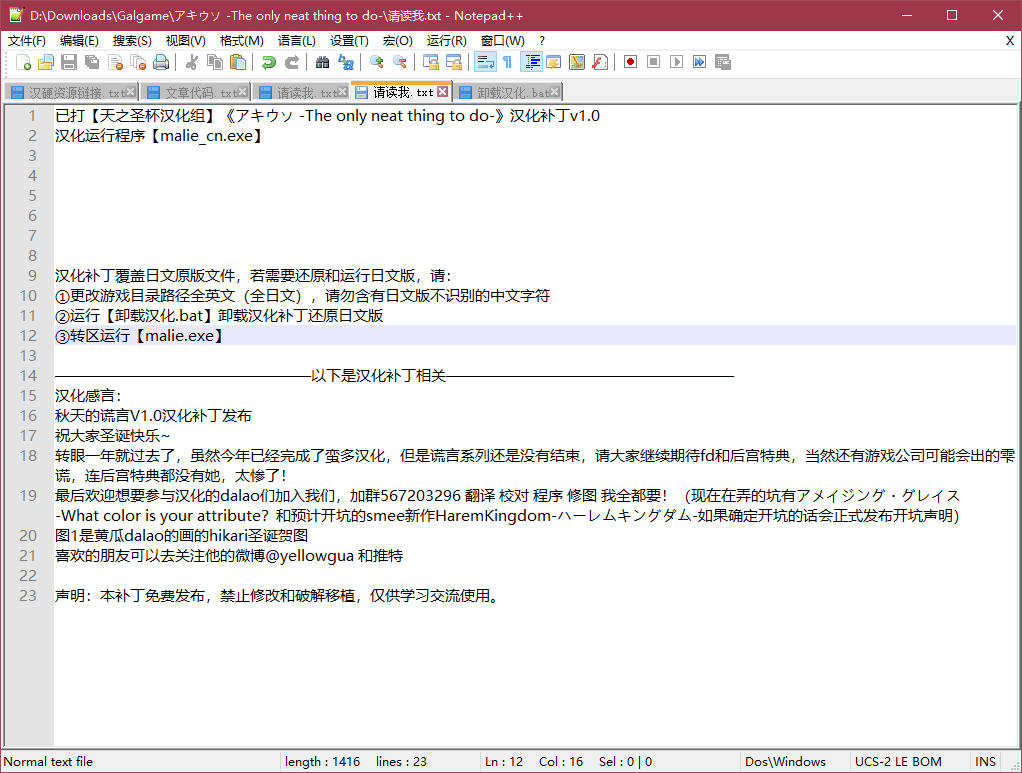 D:\Downloads\Galgame\アキウソ -The only neat thing to do-\请读我.txt - Notepad++
文件(F) 编辑(E) 搜索(S) 视图(V) 格式(M) 语言(L) 设置(T) 宏(O) 运行(R) 窗口(W) ? X
汉硬资源链接.txt 文章代码.txt 请读我.txt 请读我.txt 卸载汉化.bat
1 已打【天之圣杯汉化组】《アキウソ -The only neat thing to do-》汉化补丁v1.0
2 汉化运行程序【malie_cn.exe】
3
4
5
6
7
8
9 汉化补丁覆盖日文原版文件，若需要还原和运行日文版，请：
10 ①更改游戏目录路径全英文（全日文），请勿含有日文版不识别的中文字符
11 ②运行【卸载汉化.bat】卸载汉化补丁还原日文版
12 ③转区运行【malie.exe】
13
14 ————————————————以下是汉化补丁相关——————————————————
15 汉化感言：
16 秋天的谎言V1.0汉化补丁发布
17 祝大家圣诞快乐~
18 转眼一年就过去了，虽然今年已经完成了蛮多汉化，但是谎言系列还是没有结束，请大家继续期待fd和后宫特典，当然还有游戏公司可能会出的零
谎，连后宫特典都没有她，太惨了！
19 最后欢迎想要参与汉化的dalao们加入我们，加群567203296 翻译 校对 程序 修图 我全都要！（现在在弄的坑有アメイジング・グレイス
-What color is your attribute？和预计开坑的smee新作HaremKingdom-ハーレムキングダム-如果确定开坑的话会正式发布开坑声明）
20 图1是黄瓜dalao的画的hikari圣诞贺图
21 喜欢的朋友可以去关注他的微博@yellowgua 和推特
22
23 声明：本补丁免费发布，禁止修改和破解移植，仅供学习交流使用。
Normal text file length : 1416 lines : 23 Ln : 12 Col : 16 Sel : 0 | 0 Dos\Windows UCS-2 LE BOM INS